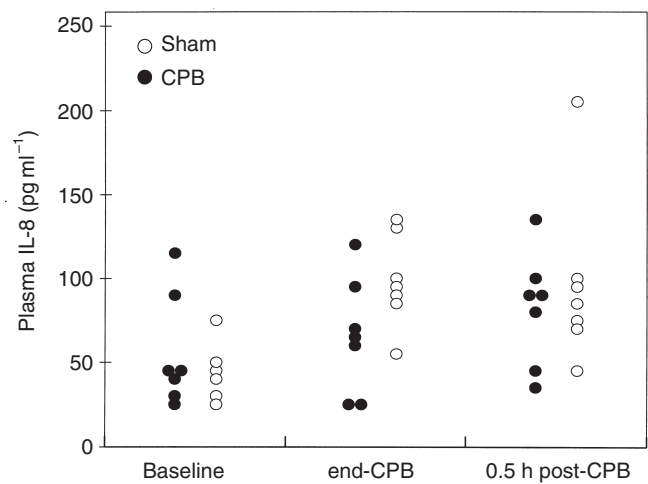 250
200
150
100
50
0
Plasma IL-8 (pg ml⁻¹)
Sham
CPB
Baseline end-CPB 0.5 h post-CPB